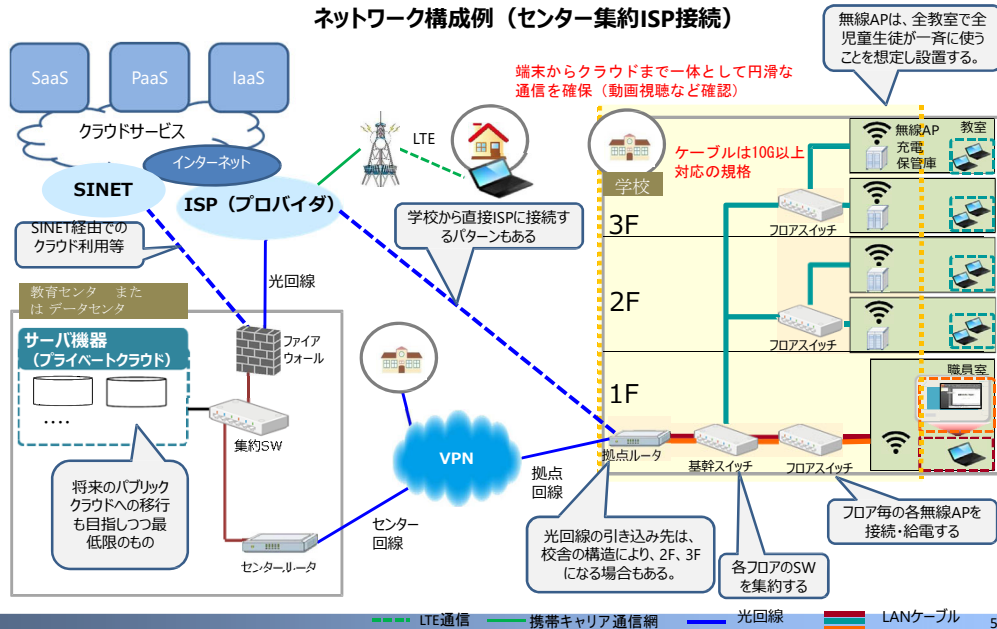 ネットワーク構成例（センター集約ISP接続）
SaaS
PaaS
IaaS
クラウドサービス
インターネット
SINET
ISP（プロバイダ）
SINET経由での
クラウド利用等
光回線
LTE
端末からクラウドまで一体として円滑な
通信を確保（動画視聴など確認）
学校から直接ISPに接続す
るパターンもある
無線APは、全教室で全
児童生徒が一斉に使う
ことを想定し設置する。
ケーブルは10G以上
対応の規格
学校
無線AP
充電
保管庫
教室
3F
フロアスイッチ
2F
フロアスイッチ
1F
職員室
拠点ルータ
基幹スイッチ
フロアスイッチ
教育センタ　また
は データセンタ
サーバ機器
（プライベートクラウド）
‥‥
ファイア
ウォール
集約SW
将来のパブリック
クラウドへの移行
も目指しつつ最
低限のもの
センタールータ
VPN
センター
回線
拠点
回線
光回線の引き込み先は、
校舎の構造により、2F、3F
になる場合もある。
各フロアのSW
を集約する
フロア毎の各無線APを
接続・給電する
LTE通信
携帯キャリア通信網
光回線
LANケーブル
5